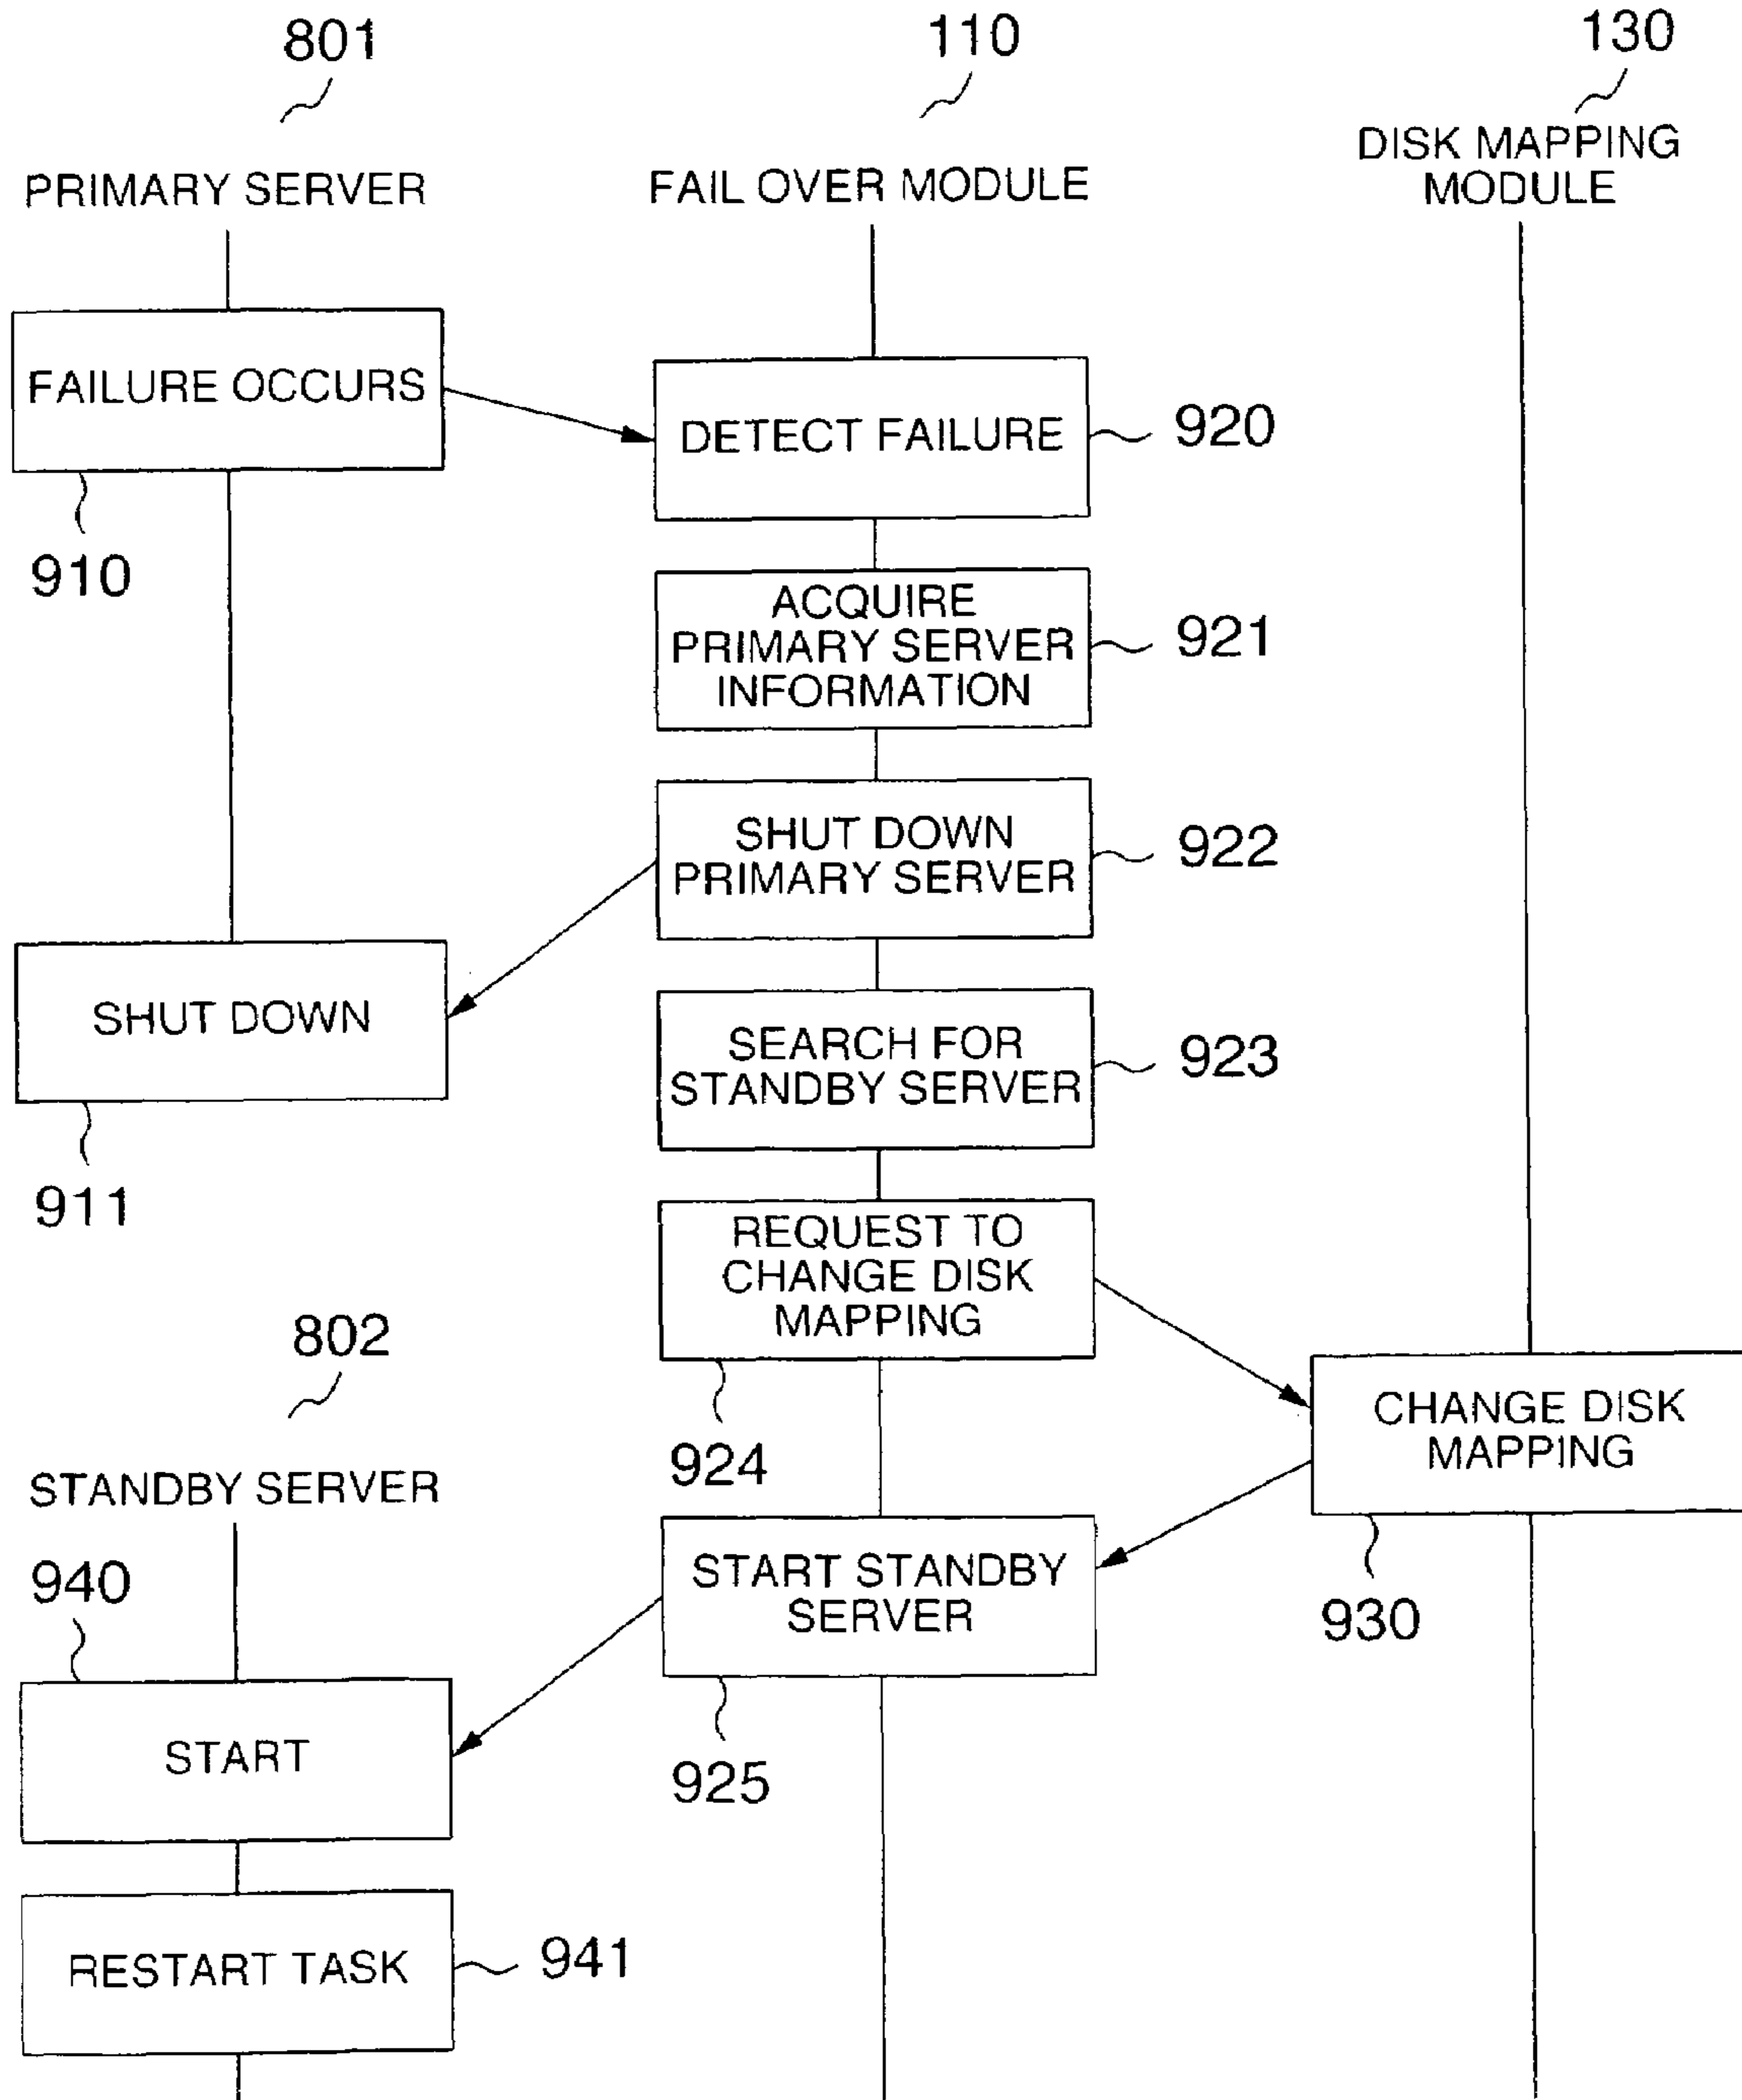 801
110
130
PRIMARY SERVER
FAIL OVER MODULE
DISK MAPPING
MODULE
FAILURE OCCURS
910
DETECT FAILURE
920
ACQUIRE
PRIMARY SERVER
INFORMATION
921
SHUT DOWN
PRIMARY SERVER
922
SHUT DOWN
911
SEARCH FOR
STANDBY SERVER
923
REQUEST TO
CHANGE DISK
MAPPING
924
CHANGE DISK
MAPPING
930
802
STANDBY SERVER
START STANDBY
SERVER
925
940
START
RESTART TASK
941